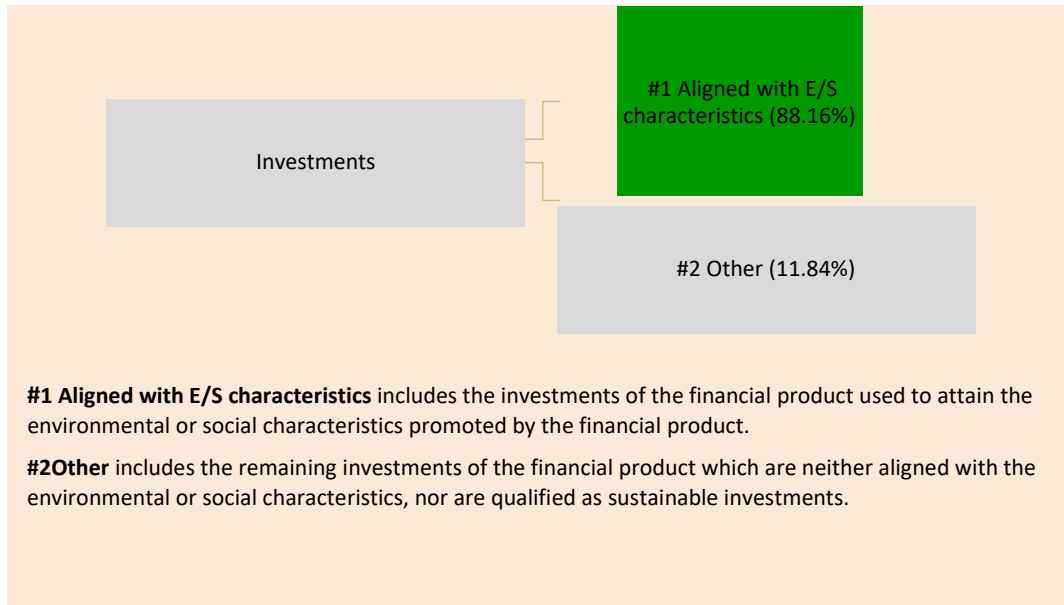 #1 Aligned with E/S
characteristics (88.16%)
Investments
#2 Other (11.84%)
#1 Aligned with E/S characteristics includes the investments of the financial product used to attain the
environmental or social characteristics promoted by the financial product.
#2Other includes the remaining investments of the financial product which are neither aligned with the
environmental or social characteristics, nor are qualified as sustainable investments.